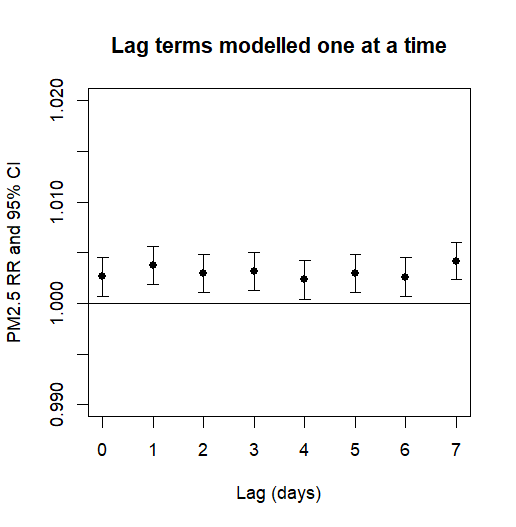 Lag terms modelled one at a time
PM2.5 RR and 95% CI
1.020
1.010
1.000
0.990
0 1 2 3 4 5 6 7
Lag (days)